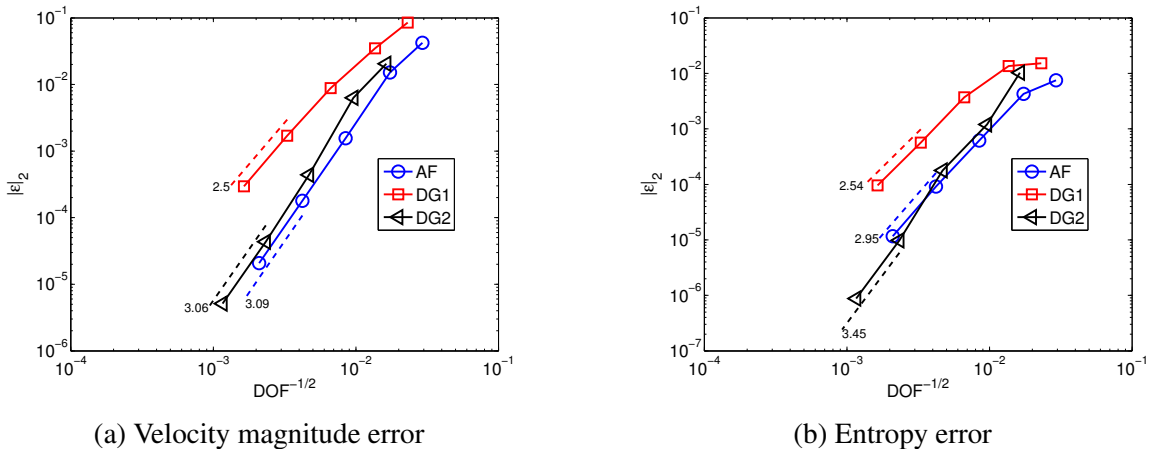 10^{-1}
10^{-2}
10^{-3}
10^{-4}
10^{-5}
10^{-6}
|ε|_2
2.5
3.06
3.09
AF
DG1
DG2
10^{-4}
10^{-3}
10^{-2}
10^{-1}
DOF^{-1/2}
(a) Velocity magnitude error
10^{-1}
10^{-2}
10^{-3}
10^{-4}
10^{-5}
10^{-6}
10^{-7}
|ε|_2
2.54
2.95
3.45
AF
DG1
DG2
10^{-4}
10^{-3}
10^{-2}
10^{-1}
DOF^{-1/2}
(b) Entropy error